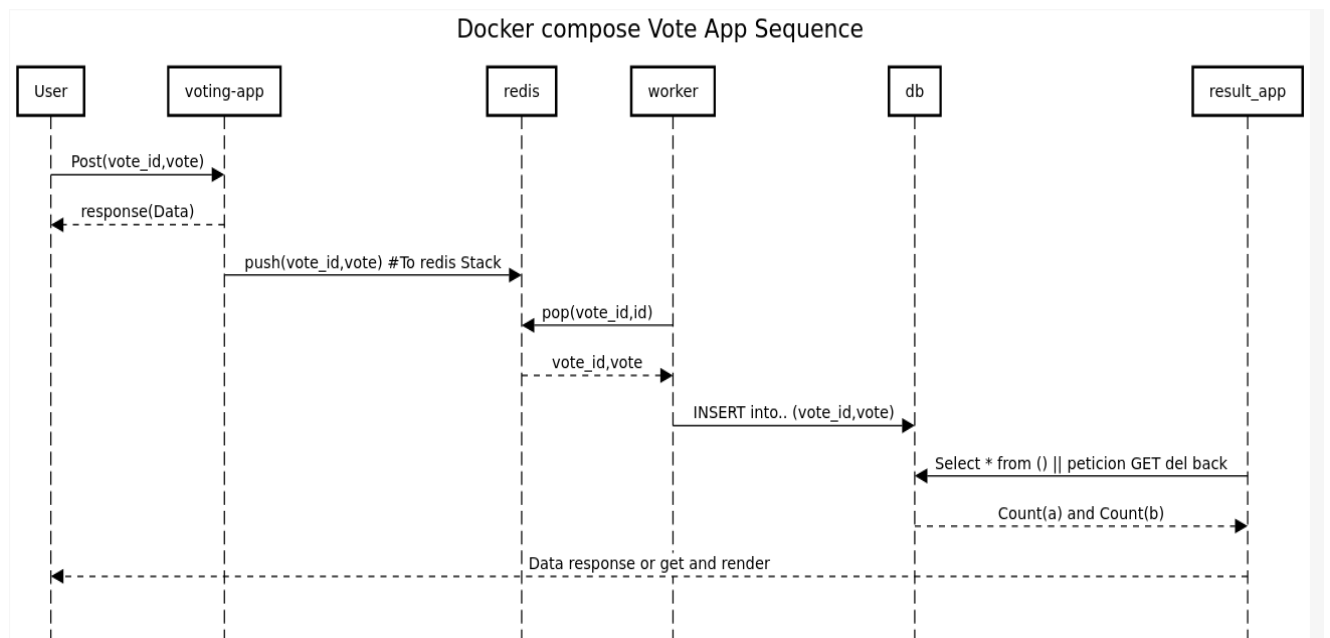 Docker compose Vote App Sequence
User
voting-app
redis
worker
db
result_app
Post(vote_id,vote)
response(Data)
push(vote_id,vote) #To redis Stack
pop(vote_id,id)
vote_id,vote
INSERT into.. (vote_id,vote)
Select * from () || peticion GET del back
Count(a) and Count(b)
Data response or get and render